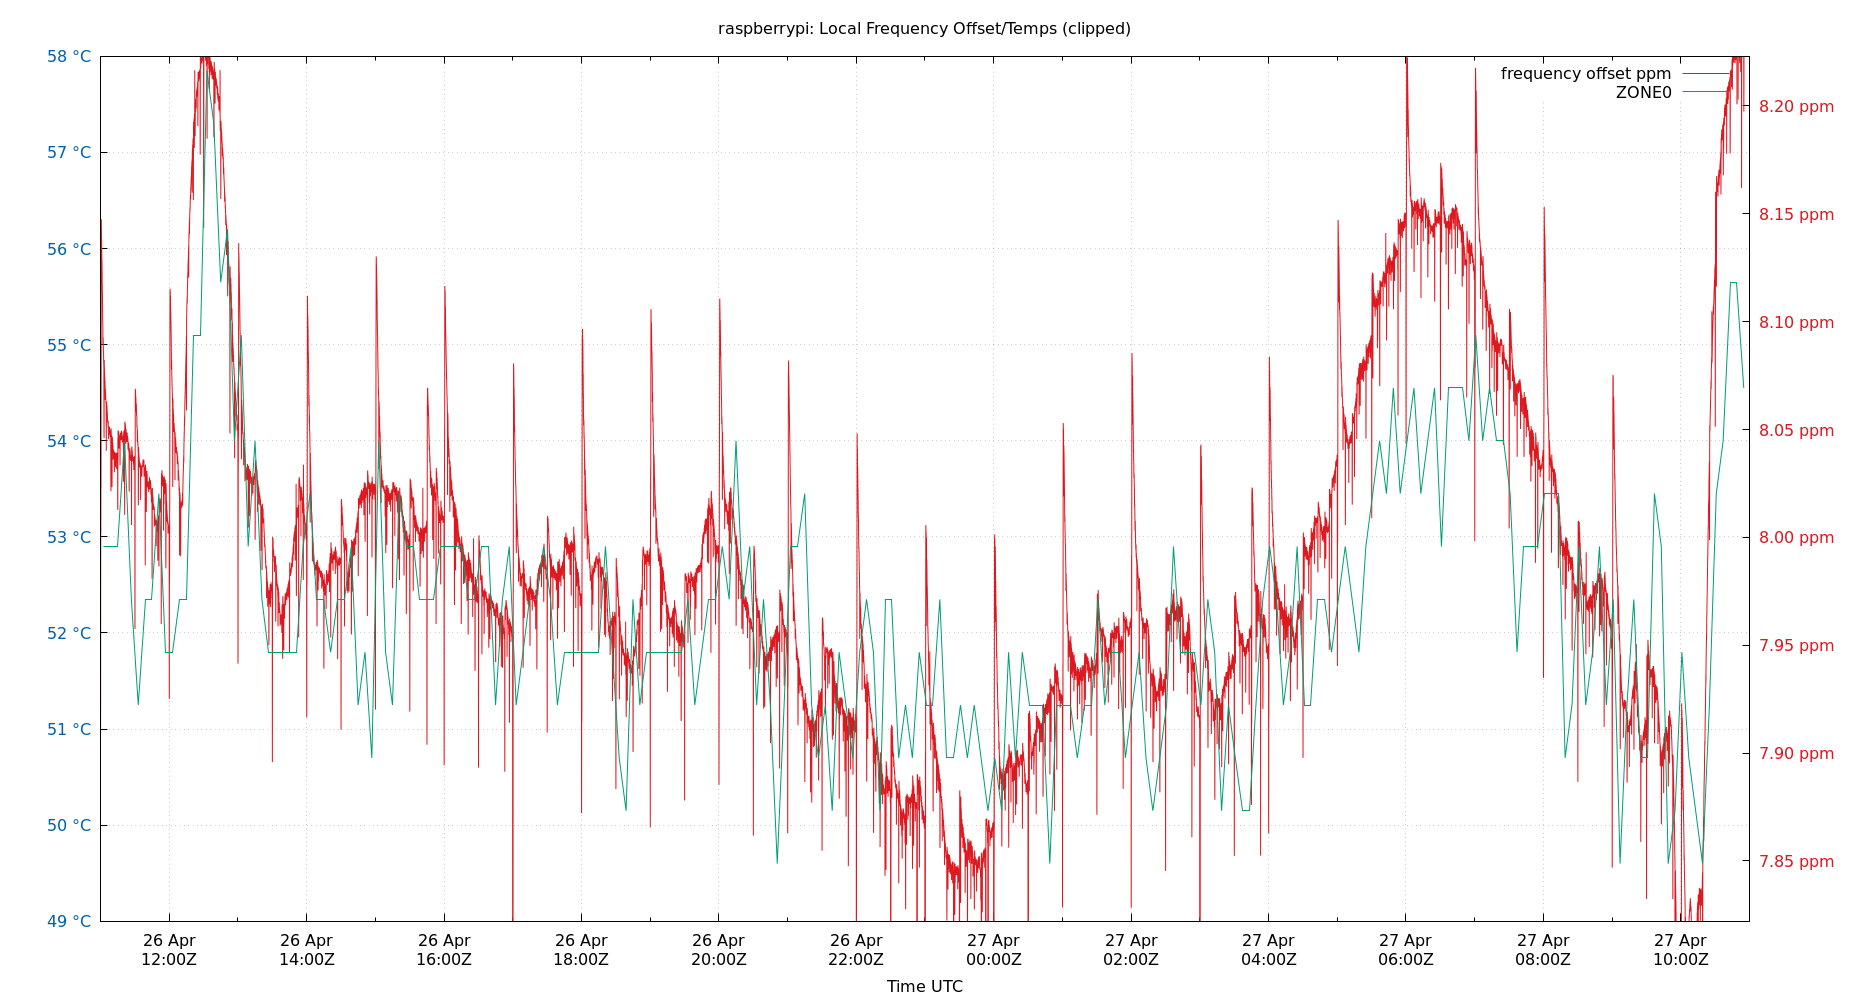 raspberrypi: Local Frequency Offset/Temps (clipped)
frequency offset ppm
ZONE0
58 °C
57 °C
56 °C
55 °C
54 °C
53 °C
52 °C
51 °C
50 °C
49 °C
8.20 ppm
8.15 ppm
8.10 ppm
8.05 ppm
8.00 ppm
7.95 ppm
7.90 ppm
7.85 ppm
26 Apr
12:00Z
26 Apr
14:00Z
26 Apr
16:00Z
26 Apr
18:00Z
26 Apr
20:00Z
26 Apr
22:00Z
27 Apr
00:00Z
27 Apr
02:00Z
27 Apr
04:00Z
27 Apr
06:00Z
27 Apr
08:00Z
27 Apr
10:00Z
Time UTC